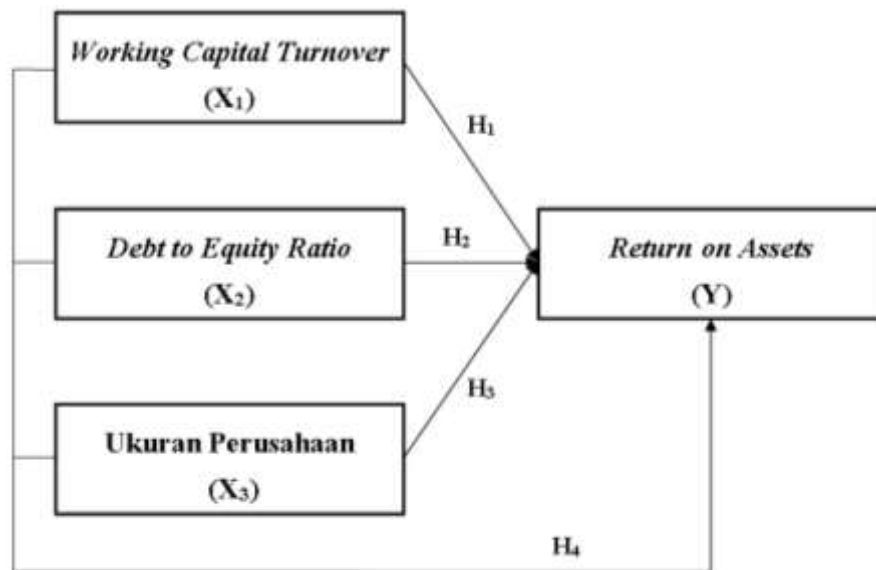 Working Capital Turnover
(X₁)
H₁
Debt to Equity Ratio
(X₂)
H₂
Return on Assets
(Y)
H₃
Ukuran Perusahaan
(X₃)
H₄